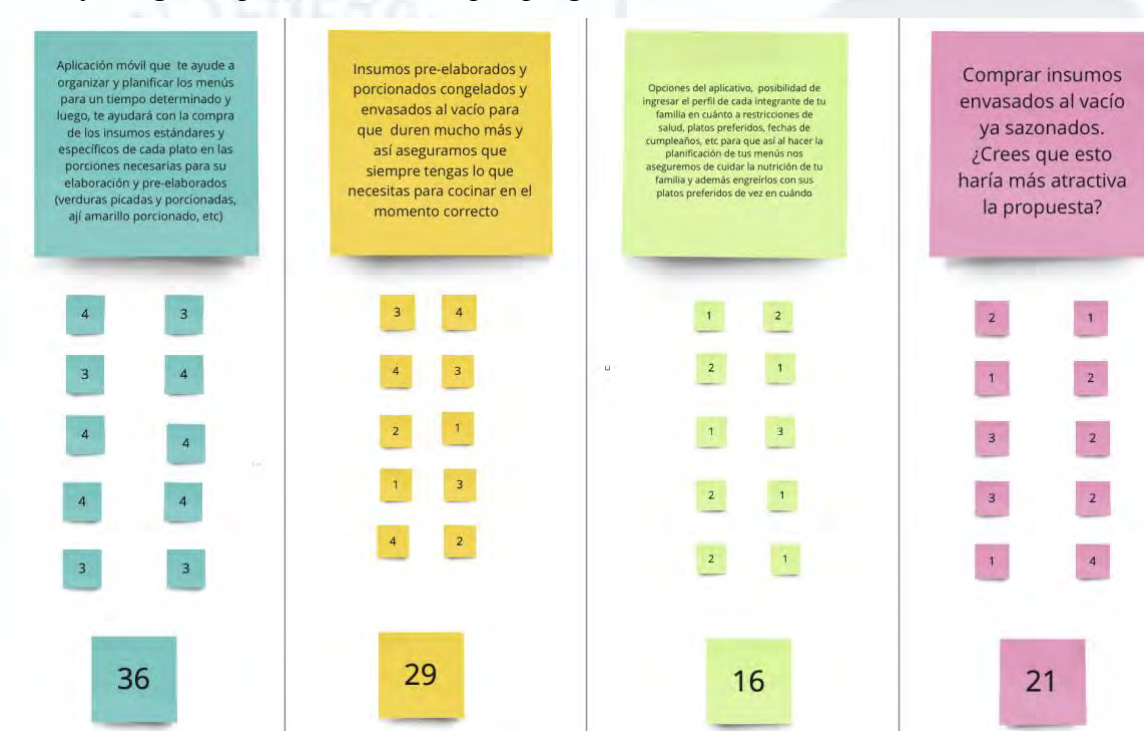 Aplicación móvil que te ayude a
organizar y planificar los menús
para un tiempo determinado y
luego, te ayudará con la compra
de los insumos estándares y
específicos de cada plato en las
porciones necesarias para su
elaboración y pre-elaborados
(verduras picadas y porcionadas,
ají amarillo porcionado, etc)
4 3
3 4
4 4
4 4
3 3
36
Insumos pre-elaborados y
porcionados congelados y
envasados al vacío para
que duren mucho más y
así aseguramos que
siempre tengas lo que
necesitas para cocinar en el
momento correcto
3 4
4 3
2 1
1 3
4 2
29
Opciones del aplicativo, posibilidad de
ingresar el perfil de cada integrante de tu
familia en cuánto a restricciones de
salud, platos preferidos, fechas de
cumpleaños, etc para que así al hacer la
planificación de tus menús nos
aseguremos de cuidar la nutrición de tu
familia y además engreírlos con sus
platos preferidos de vez en cuándo
1 2
2 1
1 3
2 1
2 1
16
Comprar insumos
envasados al vacío
ya sazonados.
¿Crees que esto
haría más atractiva
la propuesta?
2 1
1 2
3 2
3 2
1 4
21